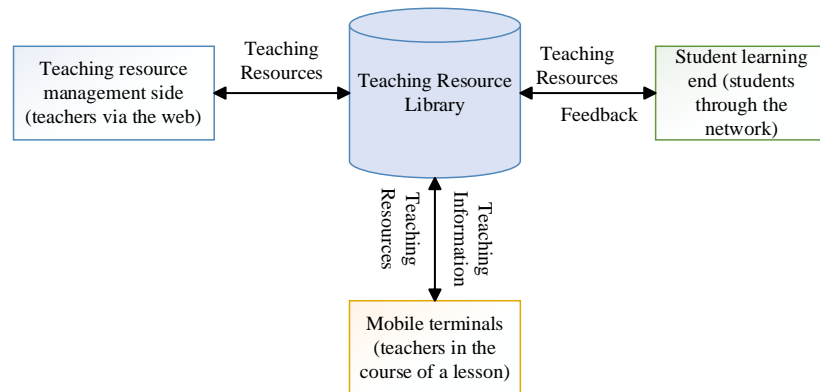 Teaching resource
management side
(teachers via the web)
Teaching
Resources
Teaching Resource
Library
Teaching
Resources
Feedback
Student learning
end (students
through the
network)
Teaching
Resources
Teaching
Information
Mobile terminals
(teachers in the
course of a lesson)